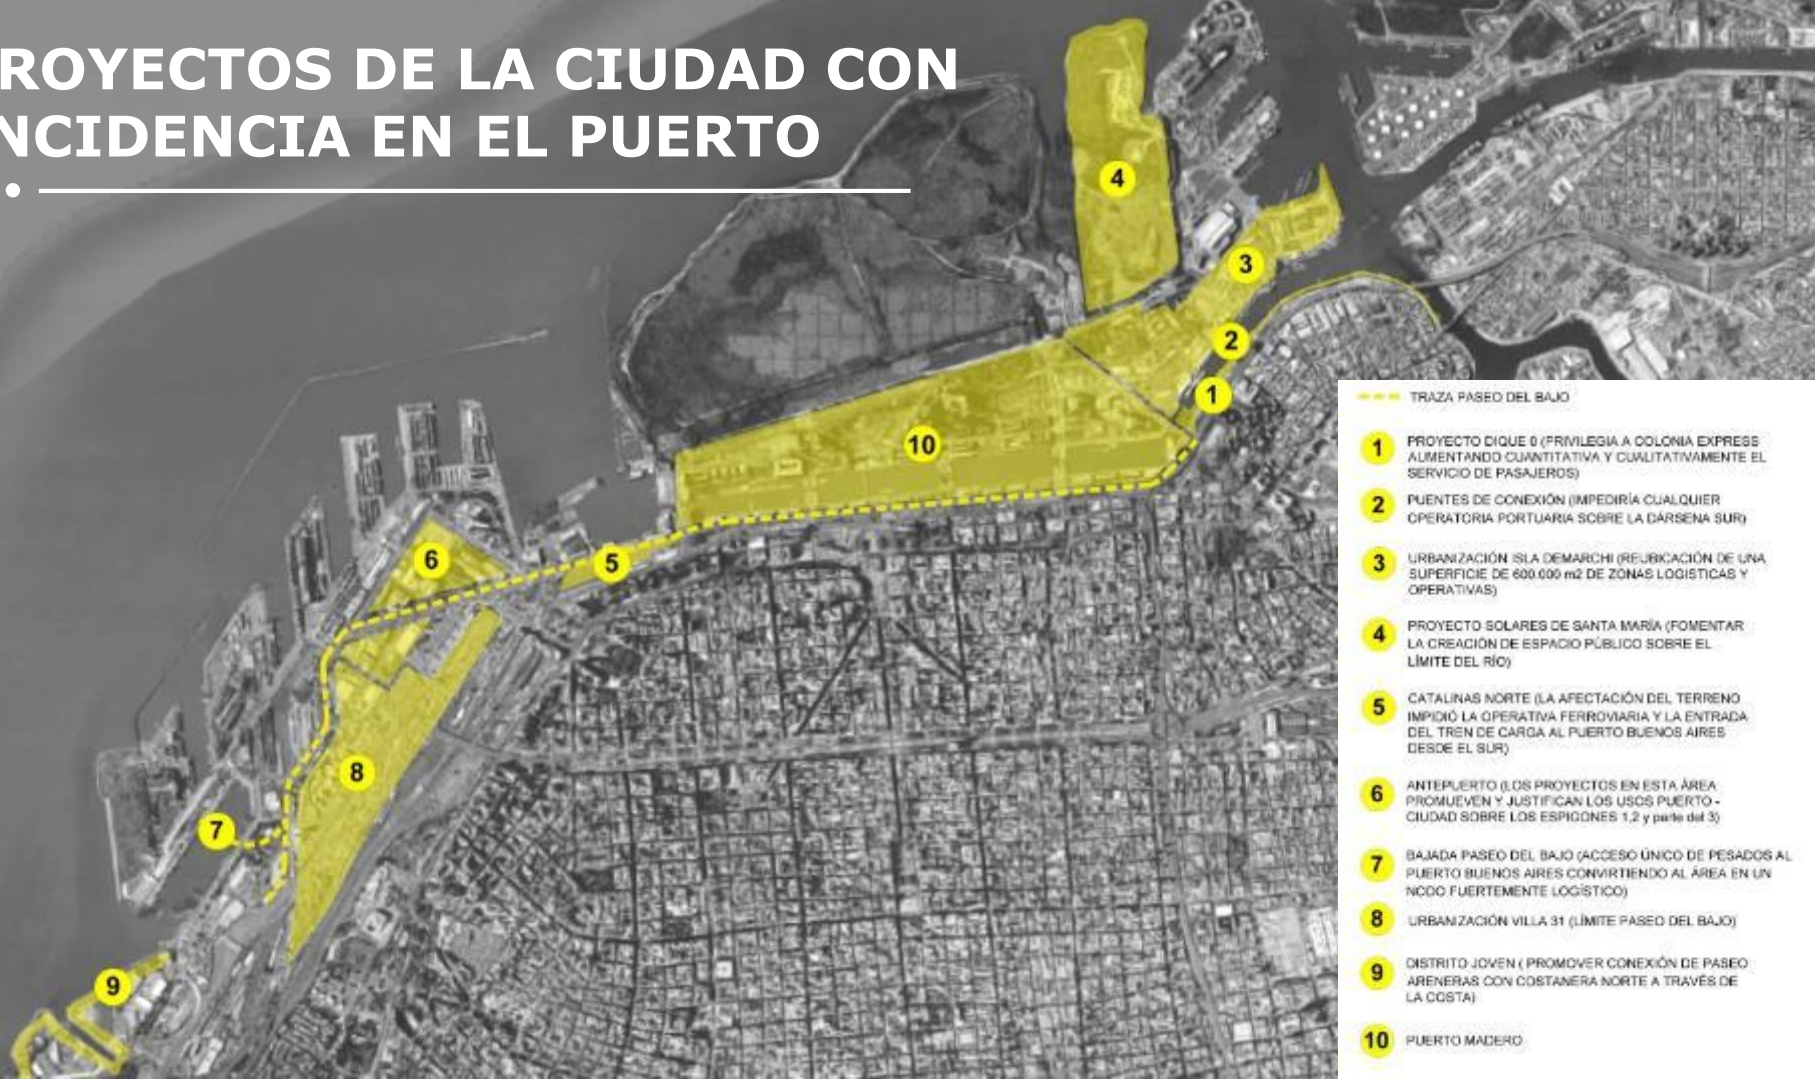 ROYECTOS DE LA CIUDAD CON
NCIDENCIA EN EL PUERTO
4
3
2
1
10
6
5
8
7
9
TRAZA PASEO DEL BAJO
1 PROYECTO DIQUE 0 (PRIVILEGIA A COLONIA EXPRESS
AUMENTANDO CUANTITATIVA Y CUALITATIVAMENTE EL
SERVICIO DE PASAJEROS)
2 PUENTES DE CONEXIÓN (IMPEDIRÍA CUALQUIER
OPERATORIA PORTUARIA SOBRE LA DÁRSENA SUR)
3 URBANIZACIÓN ISLA DEMARCHI (REUBICACIÓN DE UNA
SUPERFICIE DE 600.000 m2 DE ZONAS LOGISTICAS Y
OPERATIVAS)
4 PROYECTO SOLARES DE SANTA MARÍA (FOMENTAR
LA CREACIÓN DE ESPACIO PÚBLICO SOBRE EL
LÍMITE DEL RÍO)
5 CATALINAS NORTE (LA AFECTACIÓN DEL TERRENO
IMPIDIÓ LA OPERATIVA FERROVIARIA Y LA ENTRADA
DEL TREN DE CARGA AL PUERTO BUENOS AIRES
DESDE EL SUR)
6 ANTEPUERTO (LOS PROYECTOS EN ESTA ÁREA
PROMUEVEN Y JUSTIFICAN LOS USOS PUERTO -
CIUDAD SOBRE LOS ESPIGONES 1,2 y parte del 3)
7 BAJADA PASEO DEL BAJO (ACCESO ÚNICO DE PESADOS AL
PUERTO BUENOS AIRES CONVIRTIENDO AL ÁREA EN UN
NODO FUERTEMENTE LOGÍSTICO)
8 URBANIZACIÓN VILLA 31 (LÍMITE PASEO DEL BAJO)
9 DISTRITO JOVEN ( PROMOVER CONEXIÓN DE PASEO
ARENERAS CON COSTANERA NORTE A TRAVÉS DE
LA COSTA)
10 PUERTO MADERO